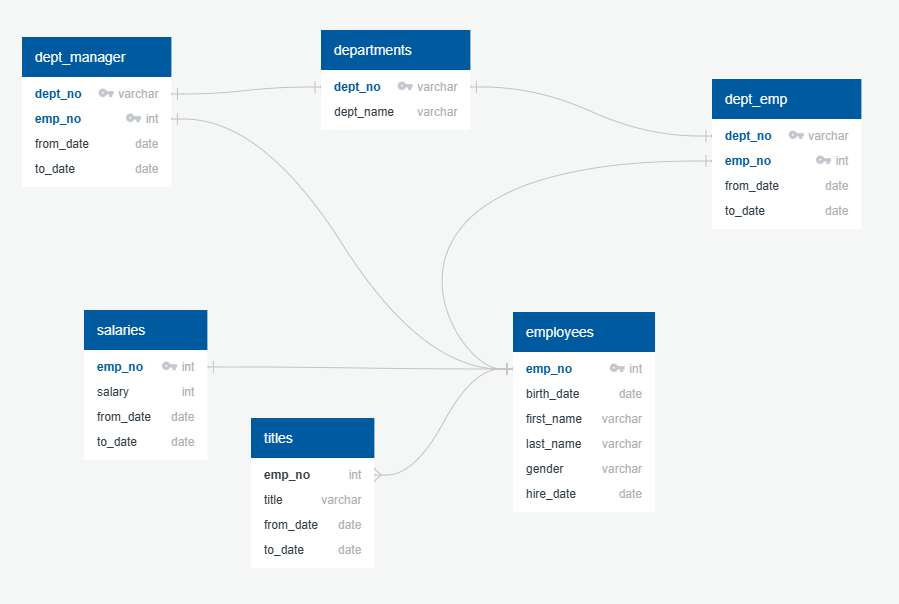 dept_manager
dept_no varchar
emp_no int
from_date date
to_date date
departments
dept_no varchar
dept_name varchar
dept_emp
dept_no varchar
emp_no int
from_date date
to_date date
salaries
emp_no int
salary int
from_date date
to_date date
titles
emp_no int
title varchar
from_date date
to_date date
employees
emp_no int
birth_date date
first_name varchar
last_name varchar
gender varchar
hire_date date